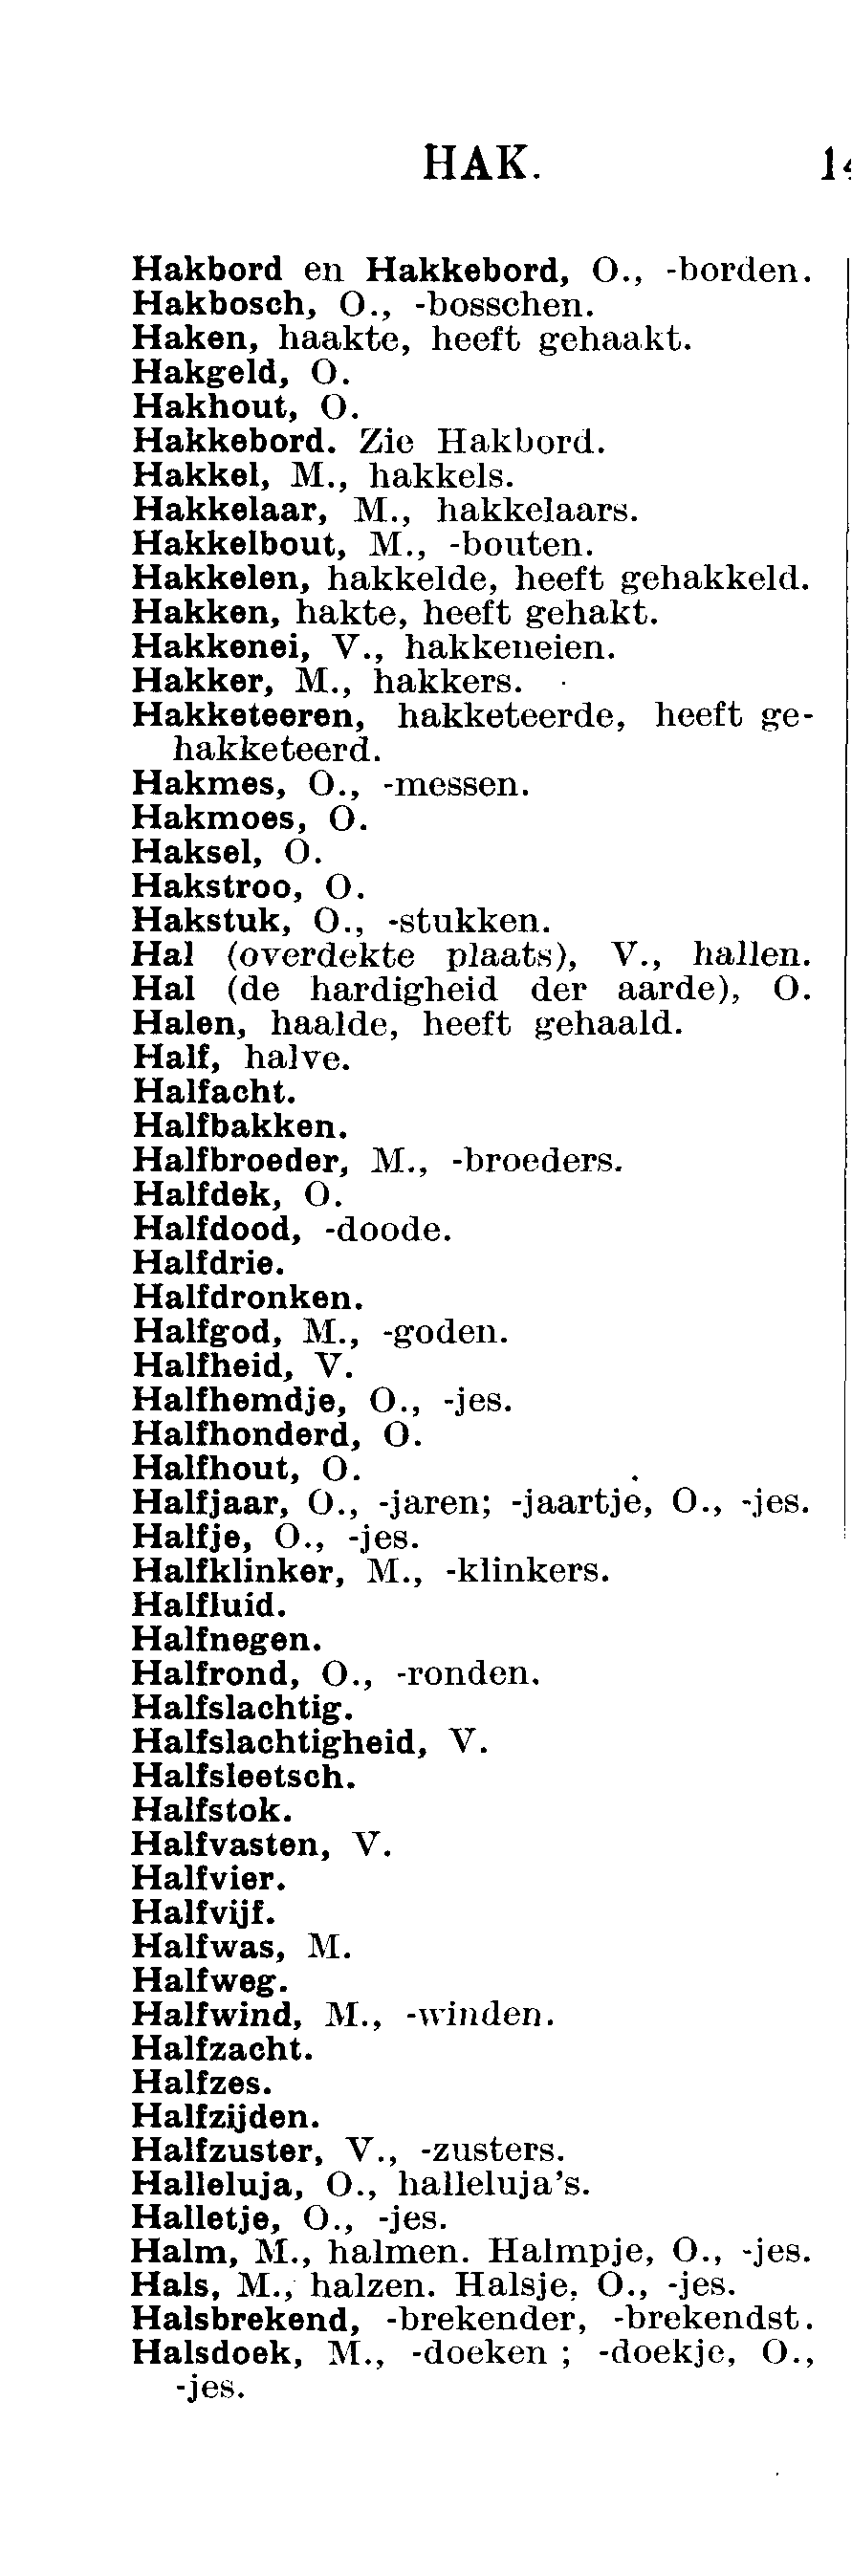 HAK.
Hakbord en Hakkebord, O., -borden.
Hakbosch, O., -bosschen.
Haken, haakte, heeft gehaakt.
Hakgeld, O.
Hakhout, O.
Hakkebord. Zie Hakbord.
Hakkel, M., hakkels.
Hakkelaar, M., hakkelaars.
Hakkelbout, M., -bouten.
Hakkelen, hakkelde, heeft gehakkeld.
Hakken, hakte, heeft gehakt.
Hakkenei, V., hakkeneien.
Hakker, M., hakkers.
Hakketeeren, hakketeerde, heeft ge-
hakketeerd.
Hakmes, O., -messen.
Hakmoes, O.
Haksel, O.
Hakstroo, O.
Hakstuk, O., -stukken.
Hal (overdekte plaats), V., hallen.
Hal (de hardigheid der aarde), O.
Halen, haalde, heeft gehaald.
Half, halve.
Halfacht.
Halfbakken.
Halfbroeder, M., -broeders.
Halfdek, O.
Halfdood, -doode.
Halfdrie.
Halfdronken.
Halfgod, M., -goden.
Halfheid, V.
Halfhemdje, O., -jes.
Halfhonderd, O.
Halfhout, O.
Halfjaar, O., -jaren; -jaartje, O., -jes.
Halfje, O., -jes.
Halfklinker, M., -klinkers.
Halfluid.
Halfnegen.
Halfrond, O., -ronden.
Halfslachtig.
Halfslachtigheid, V.
Halfsleetsch.
Halfstok.
Halfvasten, V.
Halfvier.
Halfvijf.
Halfwas, M.
Halfweg.
Halfwind, M., -winden.
Halfzacht.
Halfzes.
Halfzijden.
Halfzuster, V., -zusters.
Halleluja, O., halleluja's.
Halletje, O., -jes.
Halm, M., halmen. Halmpje, O., -jes.
Hals, M., halzen. Halsje, O., -jes.
Halsbrekend, -brekender, -brekendst.
Halsdoek, M., -doeken ; -doekje, O.,
-jes.